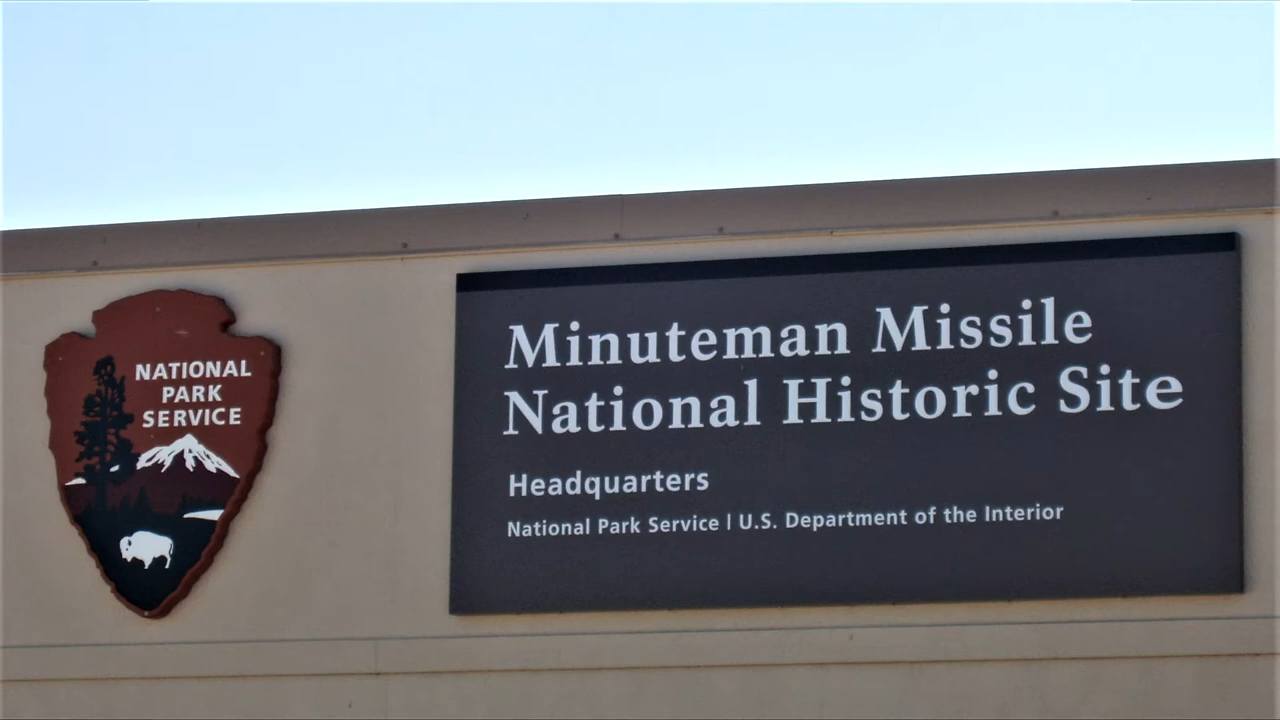 NATIONAL
PARK
SERVICE
Minuteman Missile
National Historic Site
Headquarters
National Park Service | U.S. Department of the Interior